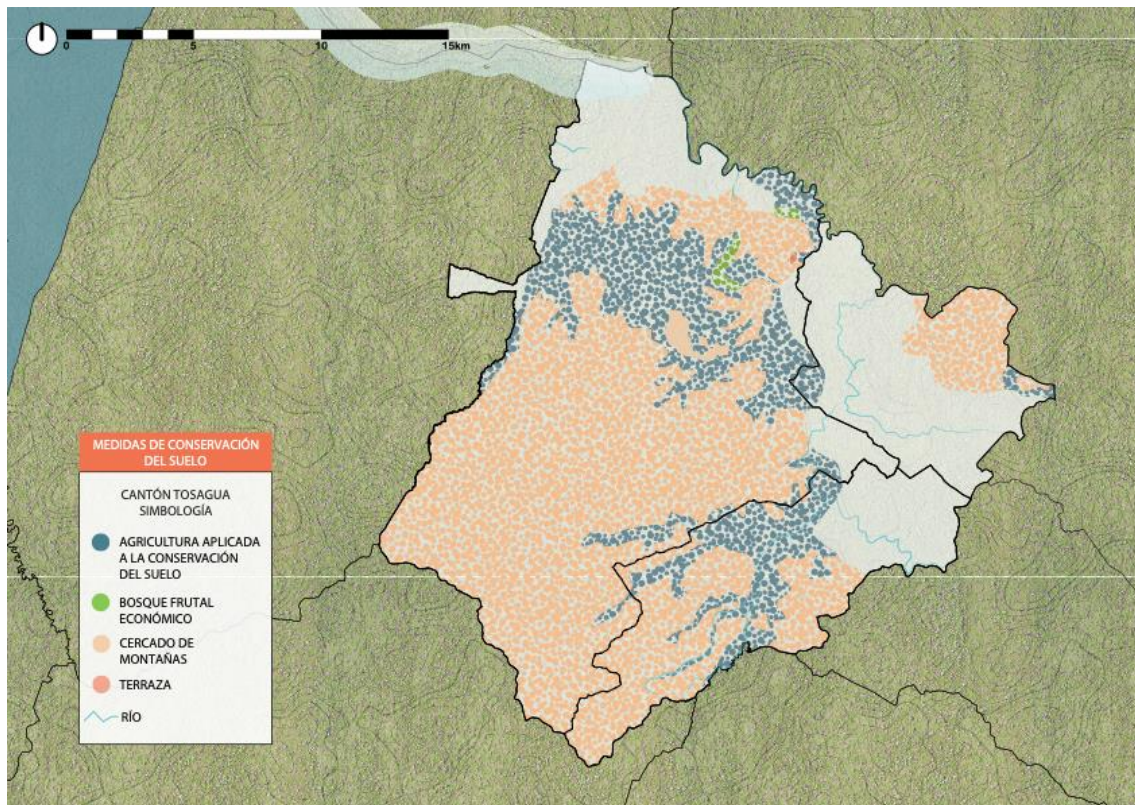 0
5
10
15km
MEDIDAS DE CONSERVACIÓN
DEL SUELO
CANTÓN TOSAGUA
SIMBOLOGÍA
AGRICULTURA APLICADA
A LA CONSERVACIÓN
DEL SUELO
BOSQUE FRUTAL
ECONÓMICO
CERCADO DE
MONTAÑAS
TERRAZA
RÍO